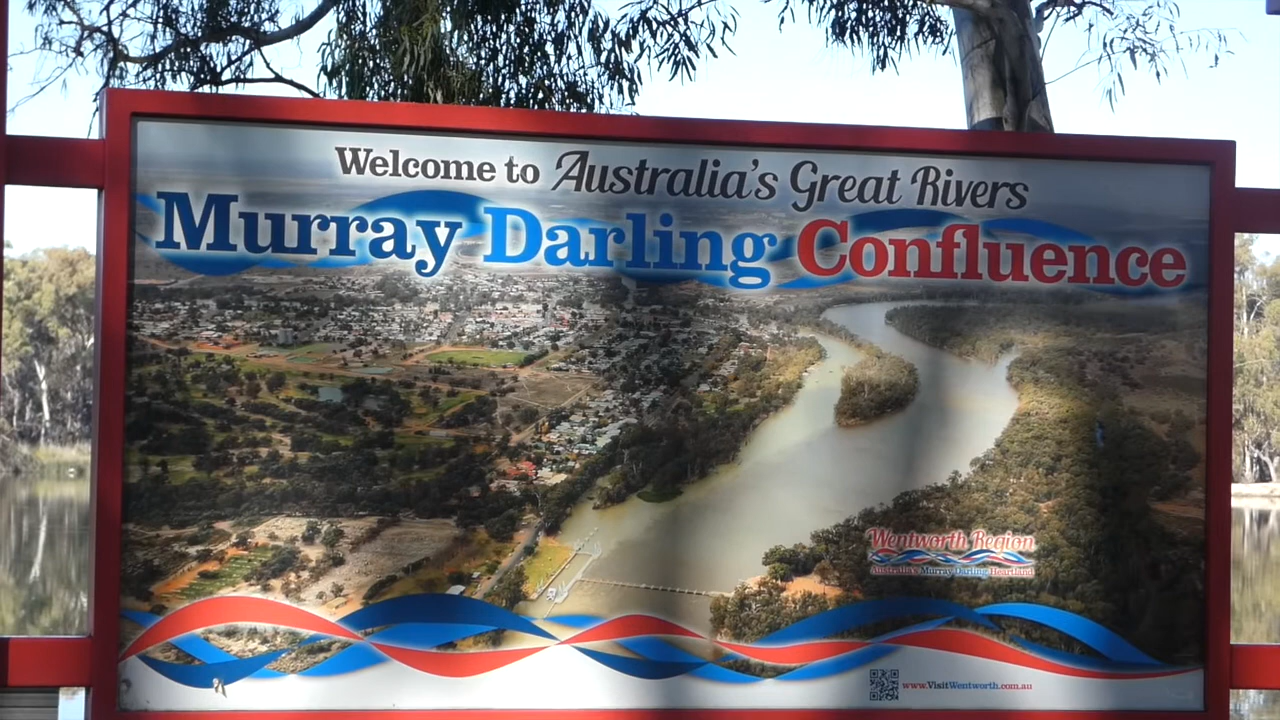 Welcome to Australia's Great Rivers
Murray Darling Confluence
Wentworth Region
Australia's Murray Darling Heartland
www.VisitWentworth.com.au